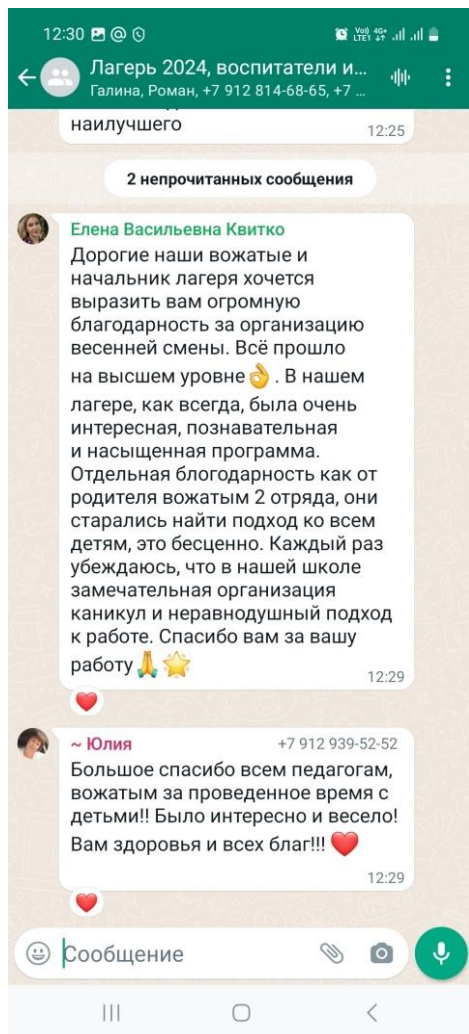 12:30
Vo)) 4G+
LTE1
Лагерь 2024, воспитатели и...
Галина, Роман, +7 912 814-68-65, +7 ...
наилучшего
12:25
2 непрочитанных сообщения
Елена Васильевна Квитко
Дорогие наши вожатые и
начальник лагеря хочется
выразить вам огромную
благодарность за организацию
весенней смены. Всё прошло
на высшем уровне👌 . В нашем
лагере, как всегда, была очень
интересная, познавательная
и насыщенная программа.
Отдельная блогодарность как от
родителя вожатым 2 отряда, они
старались найти подход ко всем
детям, это бесценно. Каждый раз
убеждаюсь, что в нашей школе
замечательная организация
каникул и неравнодушный подход
к работе. Спасибо вам за вашу
работу🙏🌟
12:29
~ Юлия +7 912 939-52-52
Большое спасибо всем педагогам,
вожатым за проведенное время с
детьми!! Было интересно и весело!
Вам здоровья и всех благ!!! ❤️
12:29
Сообщение